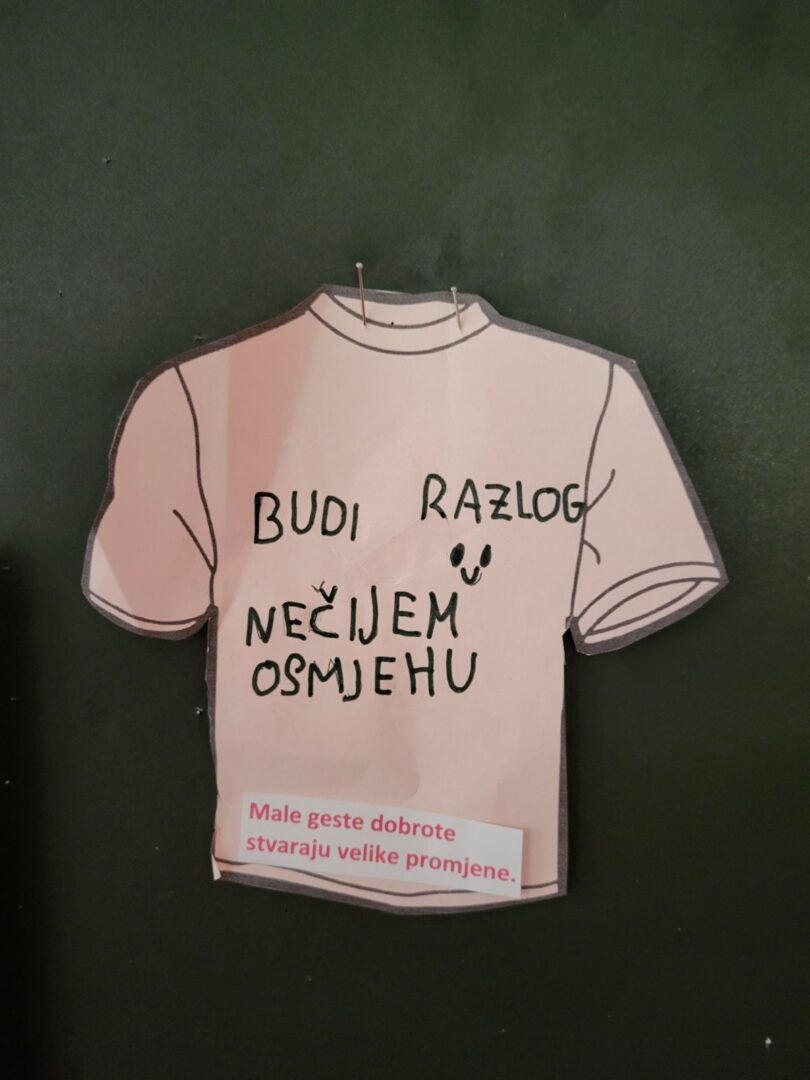 BUDI RAZLOG
NEČIJEM
OSMJEHU
Male geste dobrote
stvaraju velike promjene.